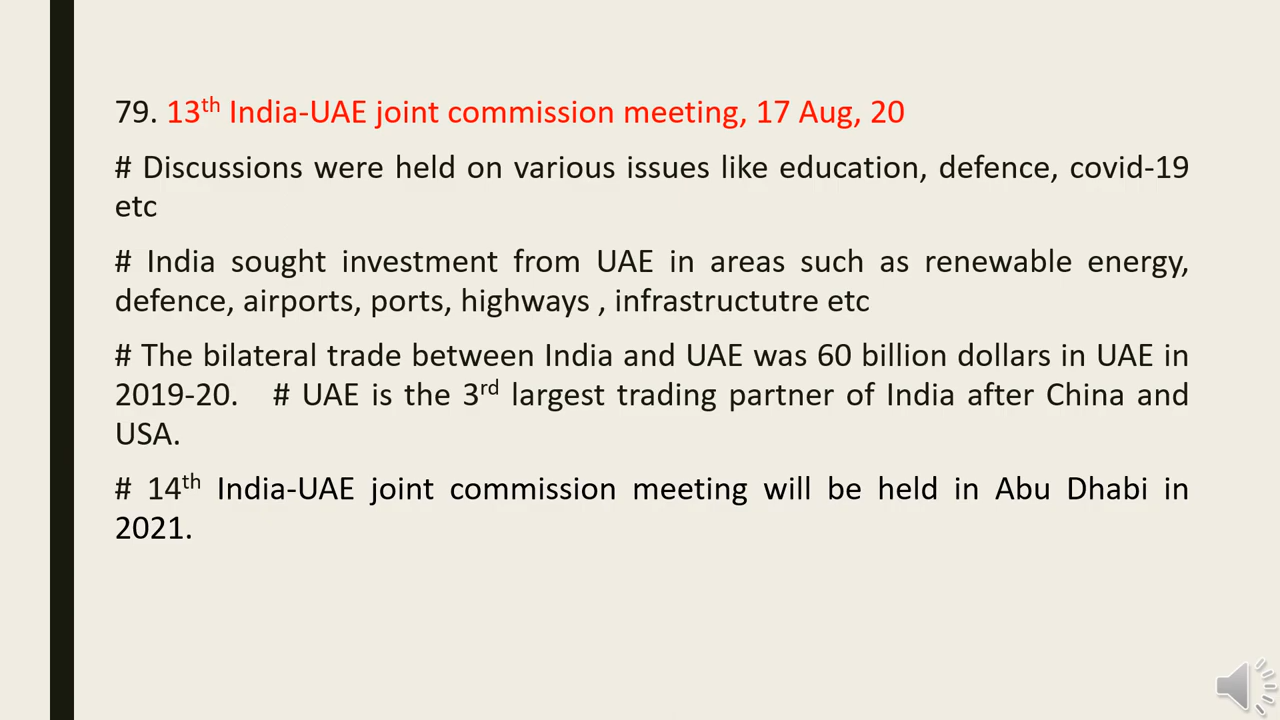 79. 13th India-UAE joint commission meeting, 17 Aug, 20
# Discussions were held on various issues like education, defence, covid-19
etc
# India sought investment from UAE in areas such as renewable energy,
defence, airports, ports, highways , infrastructutre etc
# The bilateral trade between India and UAE was 60 billion dollars in UAE in
2019-20. # UAE is the 3rd largest trading partner of India after China and
USA.
# 14th India-UAE joint commission meeting will be held in Abu Dhabi in
2021.